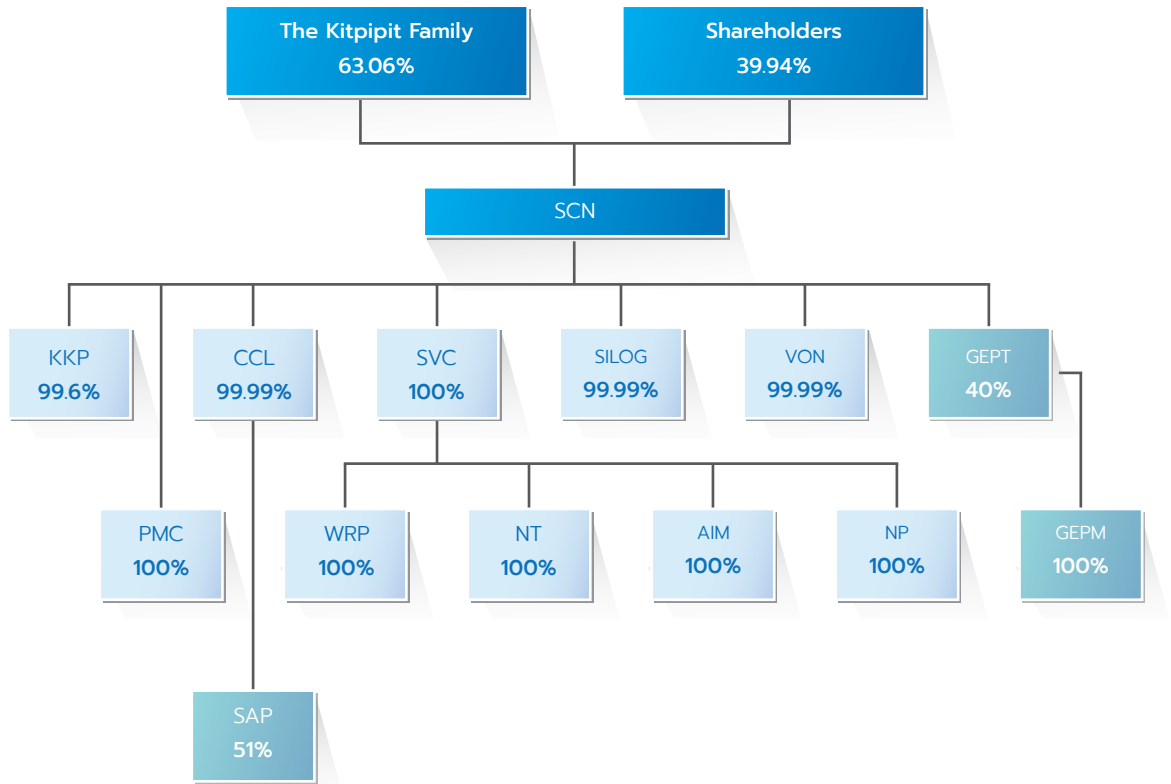 The Kitpipit Family
63.06%
Shareholders
39.94%
SCN
KKP
99.6%
CCL
99.99%
SVC
100%
SILOG
99.99%
VON
99.99%
GEPT
40%
PMC
100%
WRP
100%
NT
100%
AIM
100%
NP
100%
GEPM
100%
SAP
51%